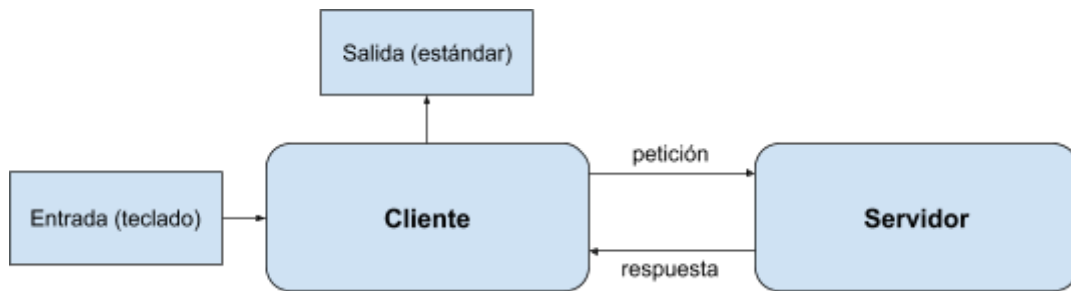 Salida (estándar)
petición
Entrada (teclado)
Cliente
Servidor
respuesta